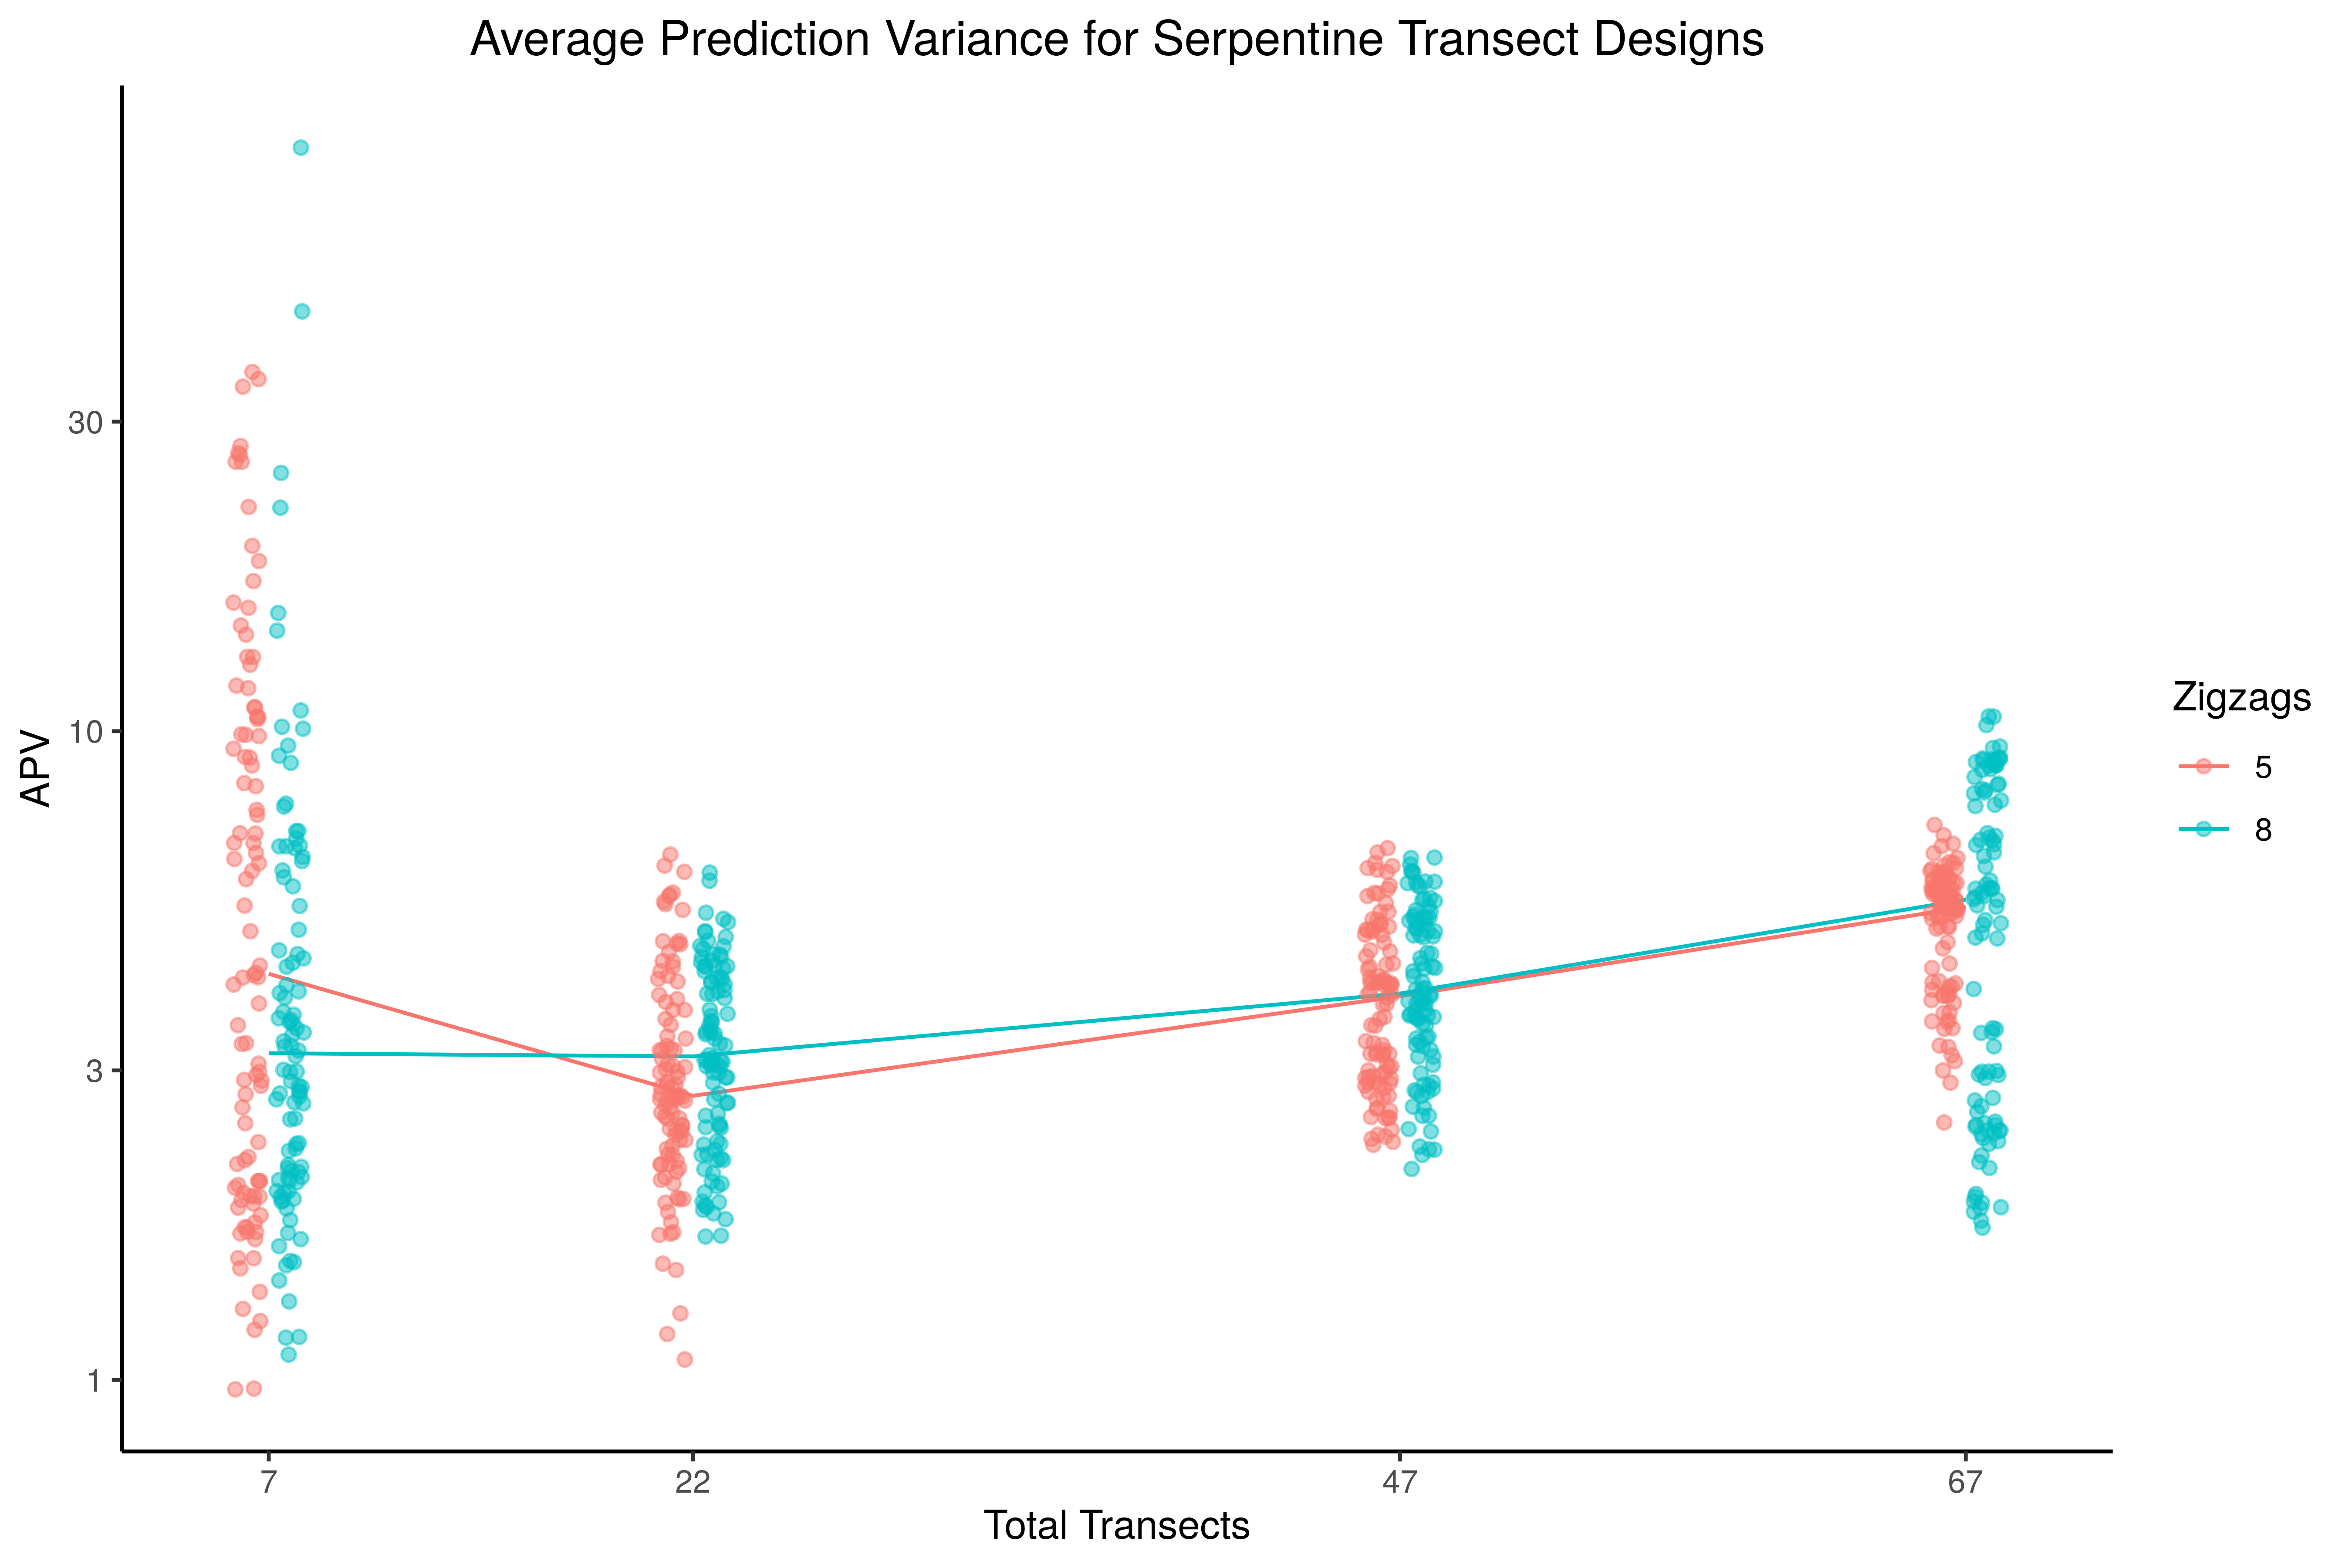 Average Prediction Variance for Serpentine Transect Designs
APV
30
10
3
1
7
22
47
67
Total Transects
Zigzags
5
8